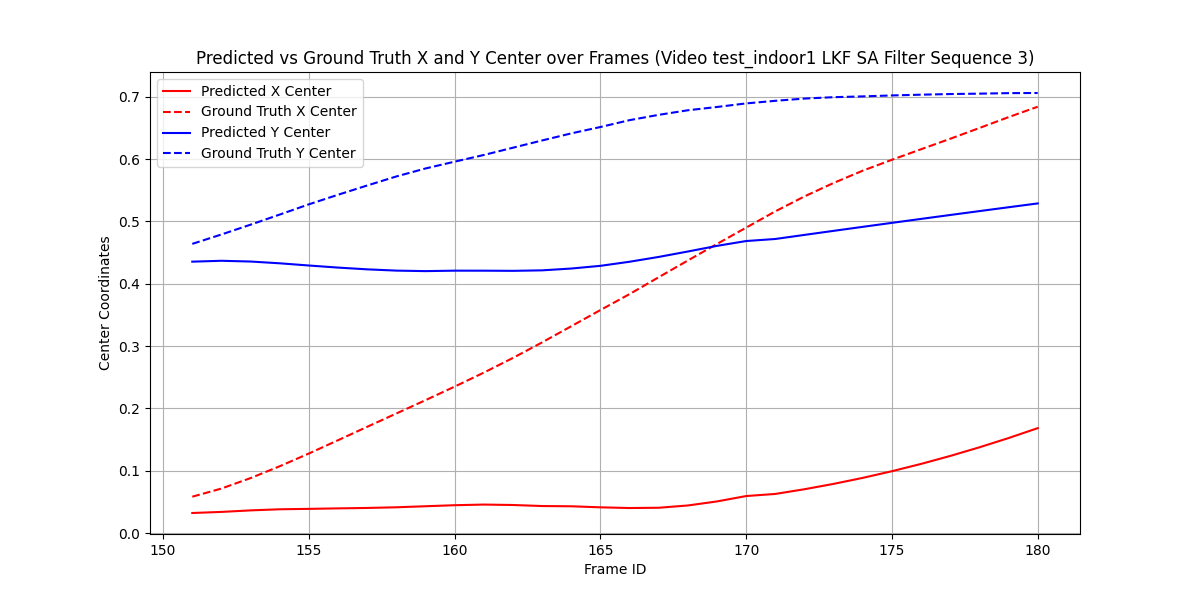 Predicted vs Ground Truth X and Y Center over Frames (Video test_indoor1 LKF SA Filter Sequence 3)
Predicted X Center
Ground Truth X Center
Predicted Y Center
Ground Truth Y Center
Center Coordinates
0.7
0.6
0.5
0.4
0.3
0.2
0.1
0.0
150
155
160
165
170
175
180
Frame ID